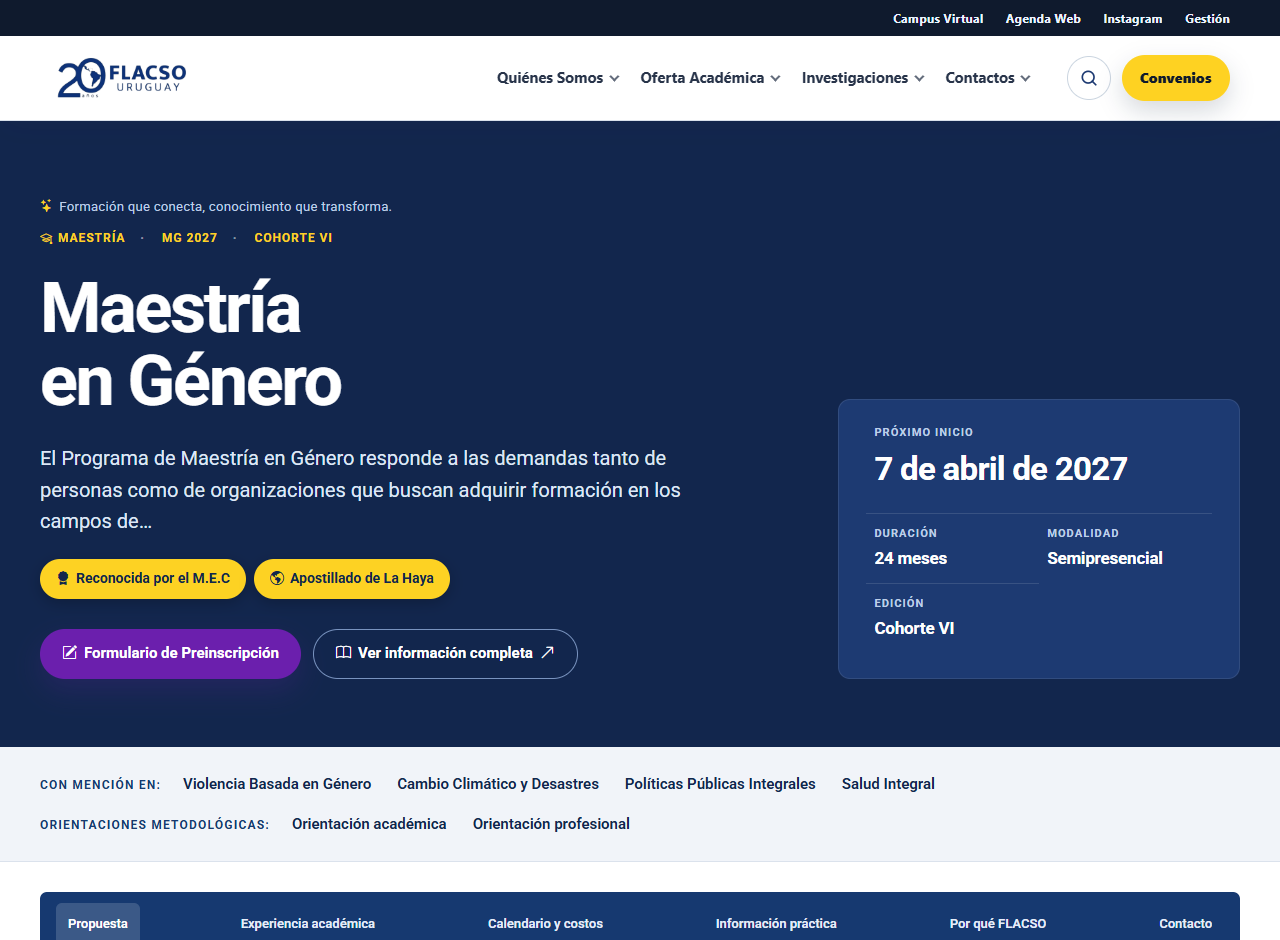 Campus Virtual Agenda Web Instagram Gestión
20 años FLACSO URUGUAY
Quiénes Somos Oferta Académica Investigaciones Contactos Convenios
Formación que conecta, conocimiento que transforma.
MAESTRÍA · MG 2027 · COHORTE VI
Maestría
en Género
El Programa de Maestría en Género responde a las demandas tanto de
personas como de organizaciones que buscan adquirir formación en los
campos de...
Reconocida por el M.E.C Apostillado de La Haya
Formulario de Preinscripción Ver información completa
PRÓXIMO INICIO
7 de abril de 2027
DURACIÓN MODALIDAD
24 meses Semipresencial
EDICIÓN
Cohorte VI
CON MENCIÓN EN: Violencia Basada en Género Cambio Climático y Desastres Políticas Públicas Integrales Salud Integral
ORIENTACIONES METODOLÓGICAS: Orientación académica Orientación profesional
Propuesta Experiencia académica Calendario y costos Información práctica Por qué FLACSO Contacto